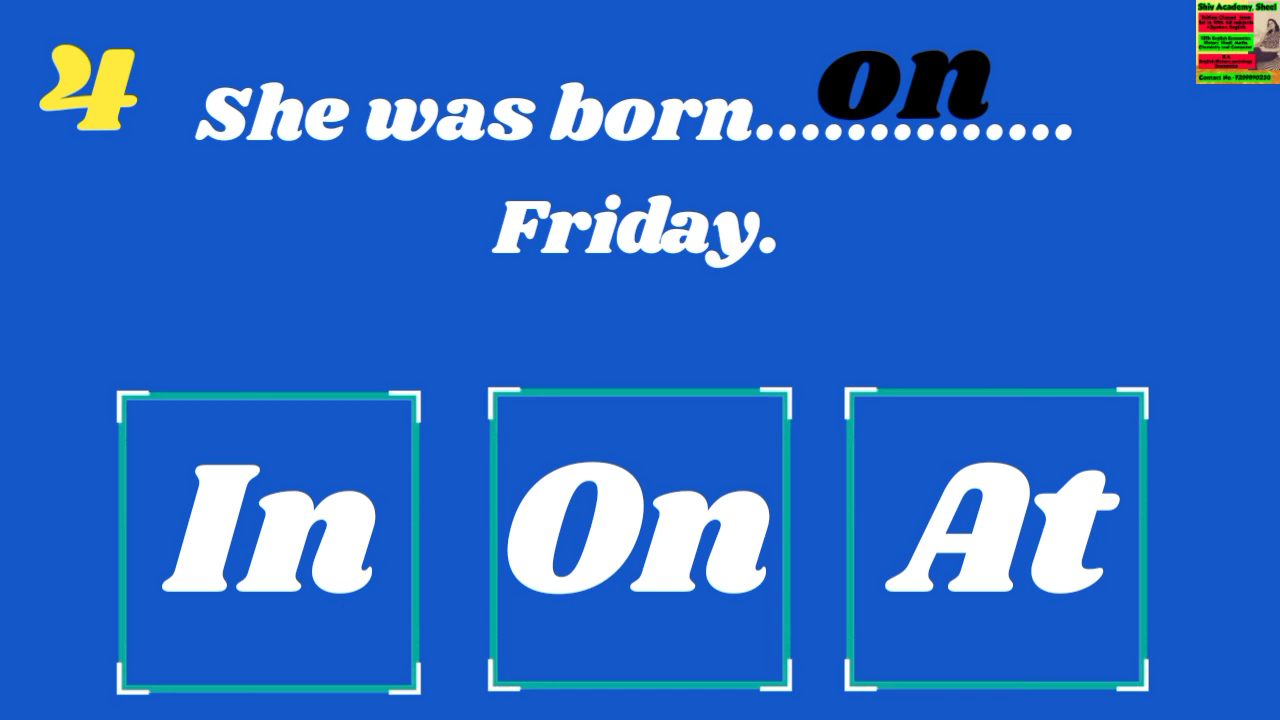 Shiv Academy, Sheel
4
on
She was born..............
Friday.
In
On
At